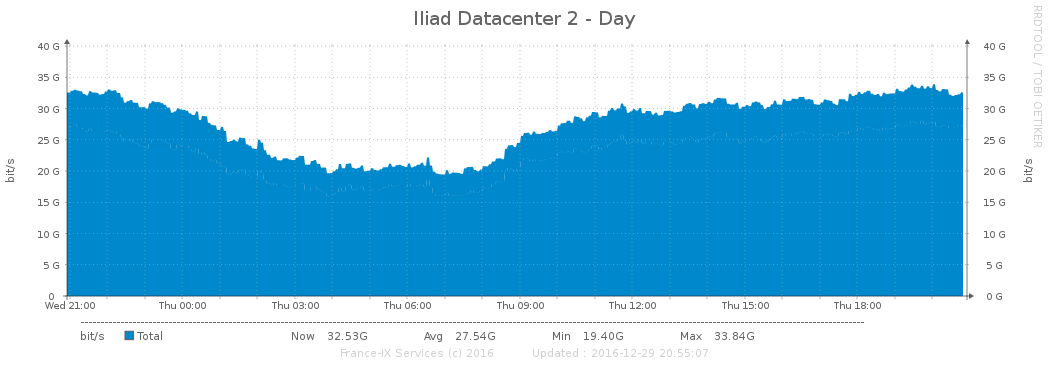 Iliad Datacenter 2 - Day
RRDTOOL / TOBI OETIKER
40 G 40 G
35 G 35 G
30 G 30 G
25 G 25 G
20 G 20 G
15 G 15 G
10 G 10 G
5 G 5 G
0 0 G
bit/s bit/s
Wed 21:00 Thu 00:00 Thu 03:00 Thu 06:00 Thu 09:00 Thu 12:00 Thu 15:00 Thu 18:00
bit/s Total Now 32.53G Avg 27.54G Min 19.40G Max 33.84G
France-IX Services (c) 2016 Updated : 2016-12-29 20:55:07